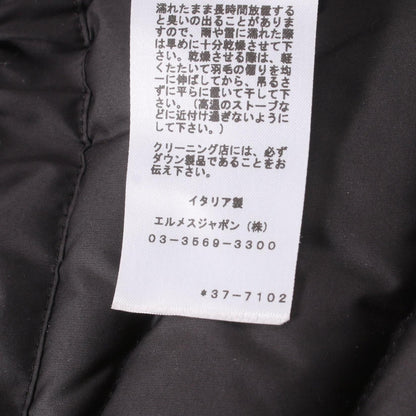 濡れたまま長時間放置する
と臭いの出ることがありま
すので、雨や雪に濡れた際
は早めに十分乾燥させて下
さい。乾燥させる際は、軽
くたたいて羽毛の偏りを均
一に伸ばしてから、吊るさ
ずに平らに置いて干して下
さい。(高温のストーブな
どに近付け過ぎないように
して下さい。)
クリーニング店には、必ず
ダウン製品であることをお
伝え下さい。
イタリア製
エルメスジャポン(株)
03-3569-3300
*37-7102